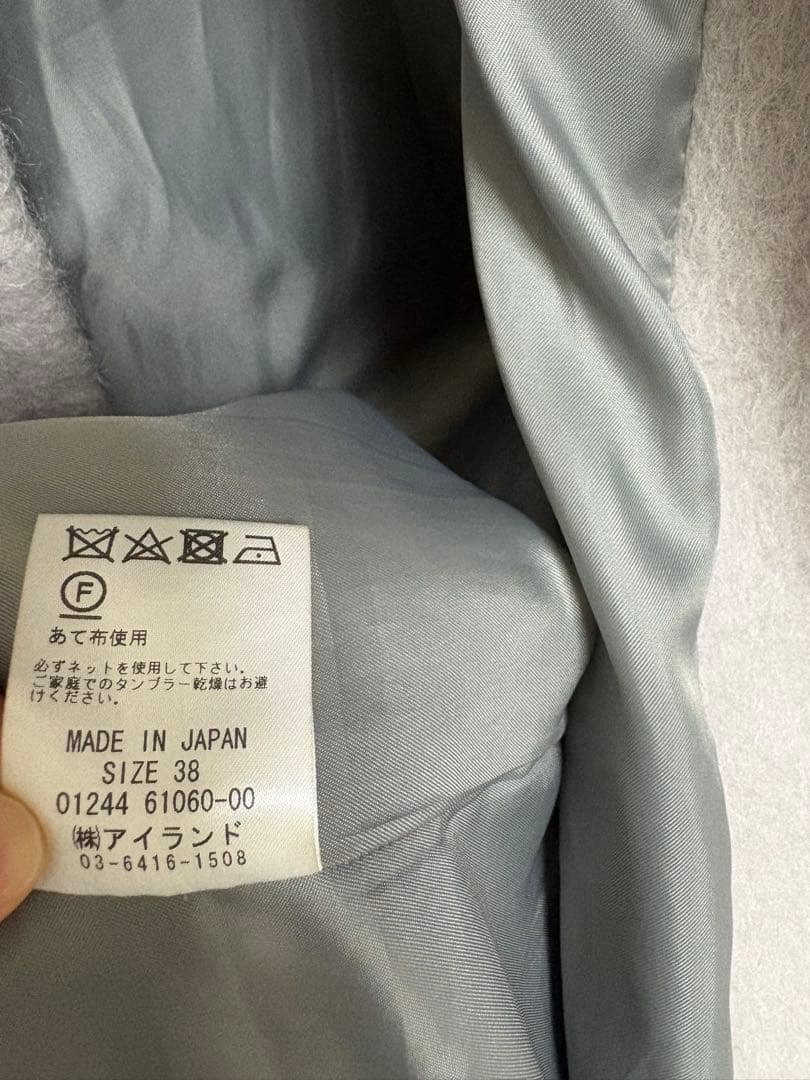 F
あて布使用
必ずネットを使用して下さい。
ご家庭でのタンブラー乾燥はお避
けください。
MADE IN JAPAN
SIZE 38
01244 61060-00
㈱アイランド
03-6416-1508